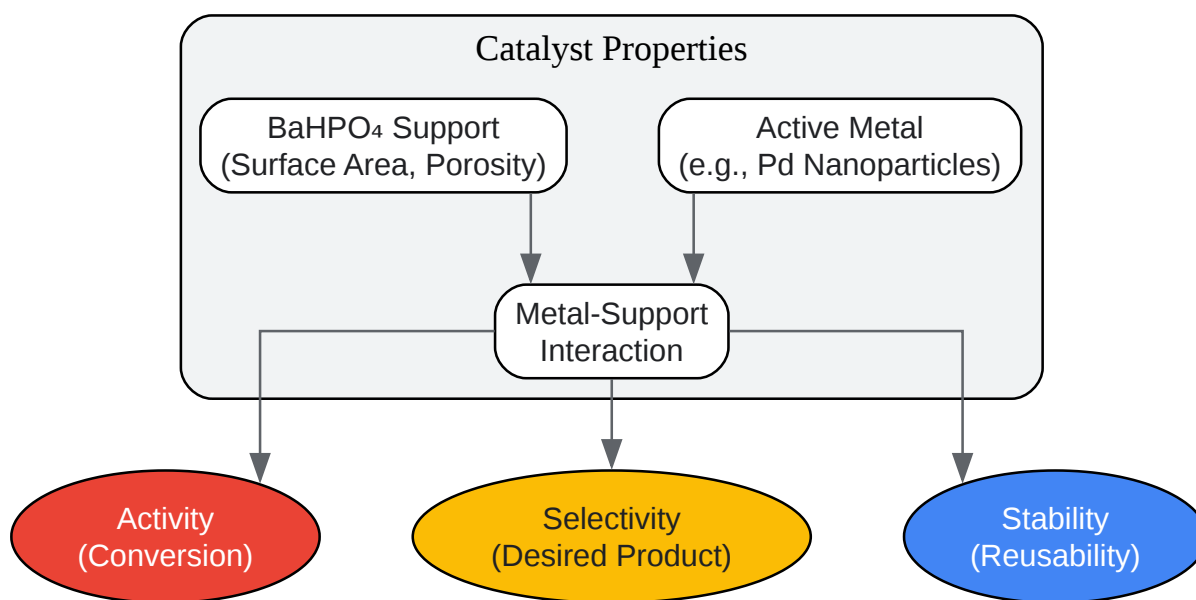 Catalyst Properties
BaHPO₄ Support
(Surface Area, Porosity)
Active Metal
(e.g., Pd Nanoparticles)
Metal-Support
Interaction
Activity
(Conversion)
Selectivity
(Desired Product)
Stability
(Reusability)